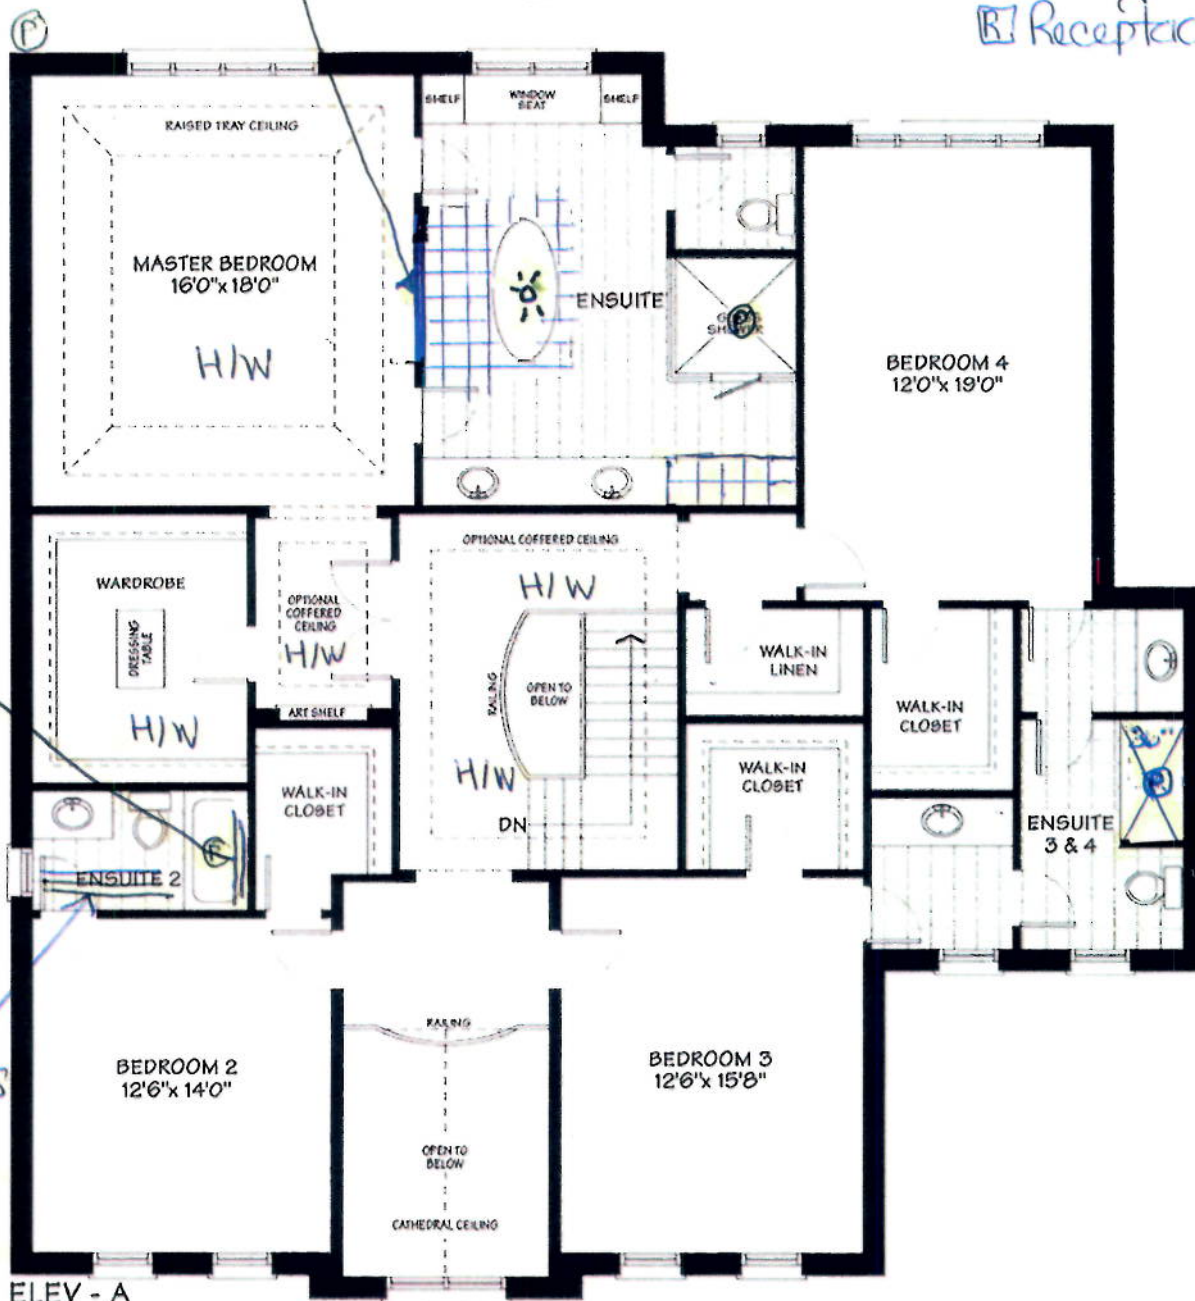 P
R Receptac
SHELF
WINDOW
SEAT
SHELF
RAISED TRAY CEILING
MASTER BEDROOM
16'0"x 18'0"
H/W
ENSUITE
P
SHOWER
BEDROOM 4
12'0"x 19'0"
OPTIONAL COFFERED CEILING
H/W
WARDROBE
DRESSING
TABLE
OPTIONAL
COFFERED
CEILING
H/W
H/W
ART SHELF
RAILING
OPEN TO
BELOW
H/W
DN
WALK-IN
LINEN
WALK-IN
CLOSET
WALK-IN
CLOSET
WALK-IN
CLOSET
ENSUITE 2
P
ENSUITE
3 & 4
P
BEDROOM 2
12'6"x 14'0"
RAILING
OPEN TO
BELOW
CATHEDRAL CEILING
BEDROOM 3
12'6"x 15'8"
ELEV - A